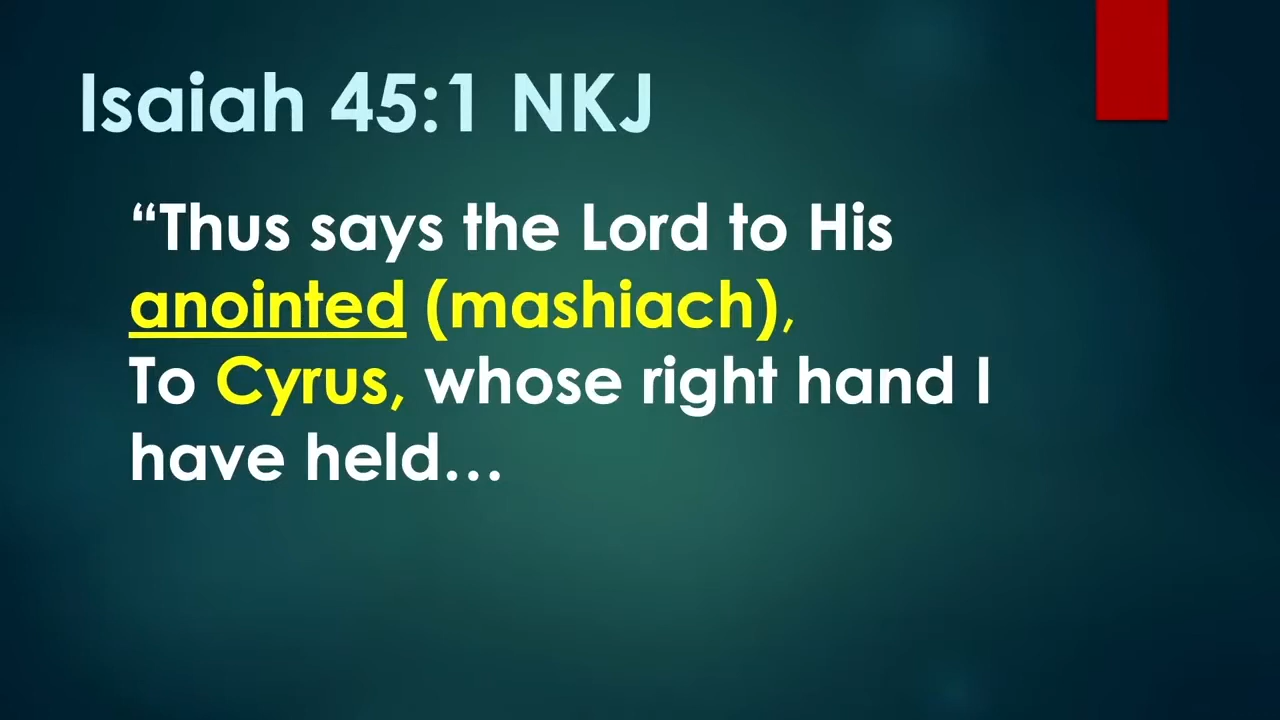 Isaiah 45:1 NKJ
“Thus says the Lord to His
anointed (mashiach),
To Cyrus, whose right hand I
have held…